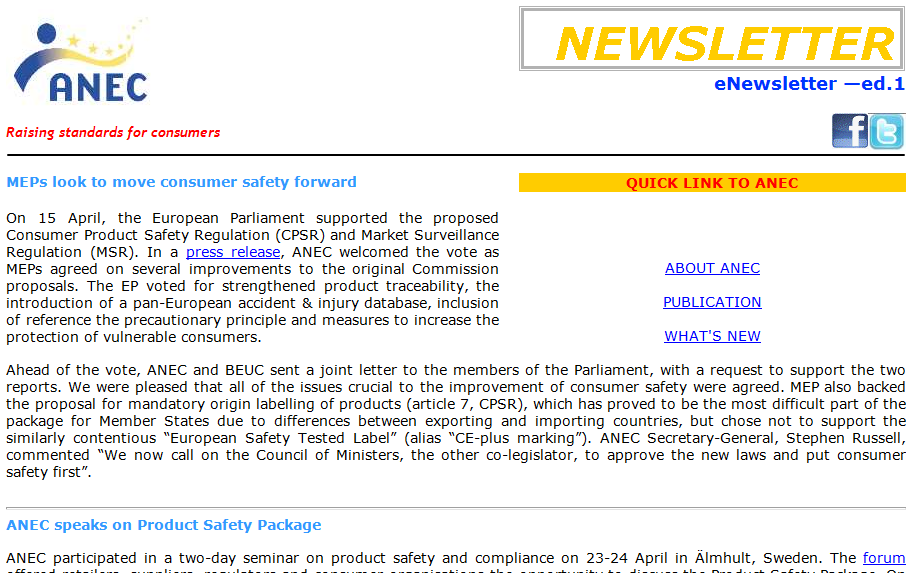 ANEC
Raising standards for consumers
NEWSLETTER
eNewsletter —ed.1
MEPs look to move consumer safety forward
On 15 April, the European Parliament supported the proposed
Consumer Product Safety Regulation (CPSR) and Market Surveillance
Regulation (MSR). In a press release, ANEC welcomed the vote as
MEPs agreed on several improvements to the original Commission
proposals. The EP voted for strengthened product traceability, the
introduction of a pan-European accident & injury database, inclusion
of reference the precautionary principle and measures to increase the
protection of vulnerable consumers.
QUICK LINK TO ANEC
ABOUT ANEC
PUBLICATION
WHAT'S NEW
Ahead of the vote, ANEC and BEUC sent a joint letter to the members of the Parliament, with a request to support the two
reports. We were pleased that all of the issues crucial to the improvement of consumer safety were agreed. MEP also backed
the proposal for mandatory origin labelling of products (article 7, CPSR), which has proved to be the most difficult part of the
package for Member States due to differences between exporting and importing countries, but chose not to support the
similarly contentious “European Safety Tested Label” (alias “CE-plus marking”). ANEC Secretary-General, Stephen Russell,
commented “We now call on the Council of Ministers, the other co-legislator, to approve the new laws and put consumer
safety first”.
ANEC speaks on Product Safety Package
ANEC participated in a two-day seminar on product safety and compliance on 23-24 April in Älmhult, Sweden. The forum
offered retailers, suppliers, regulators and consumer organisations the opportunity to discuss the Product Safety Package. On